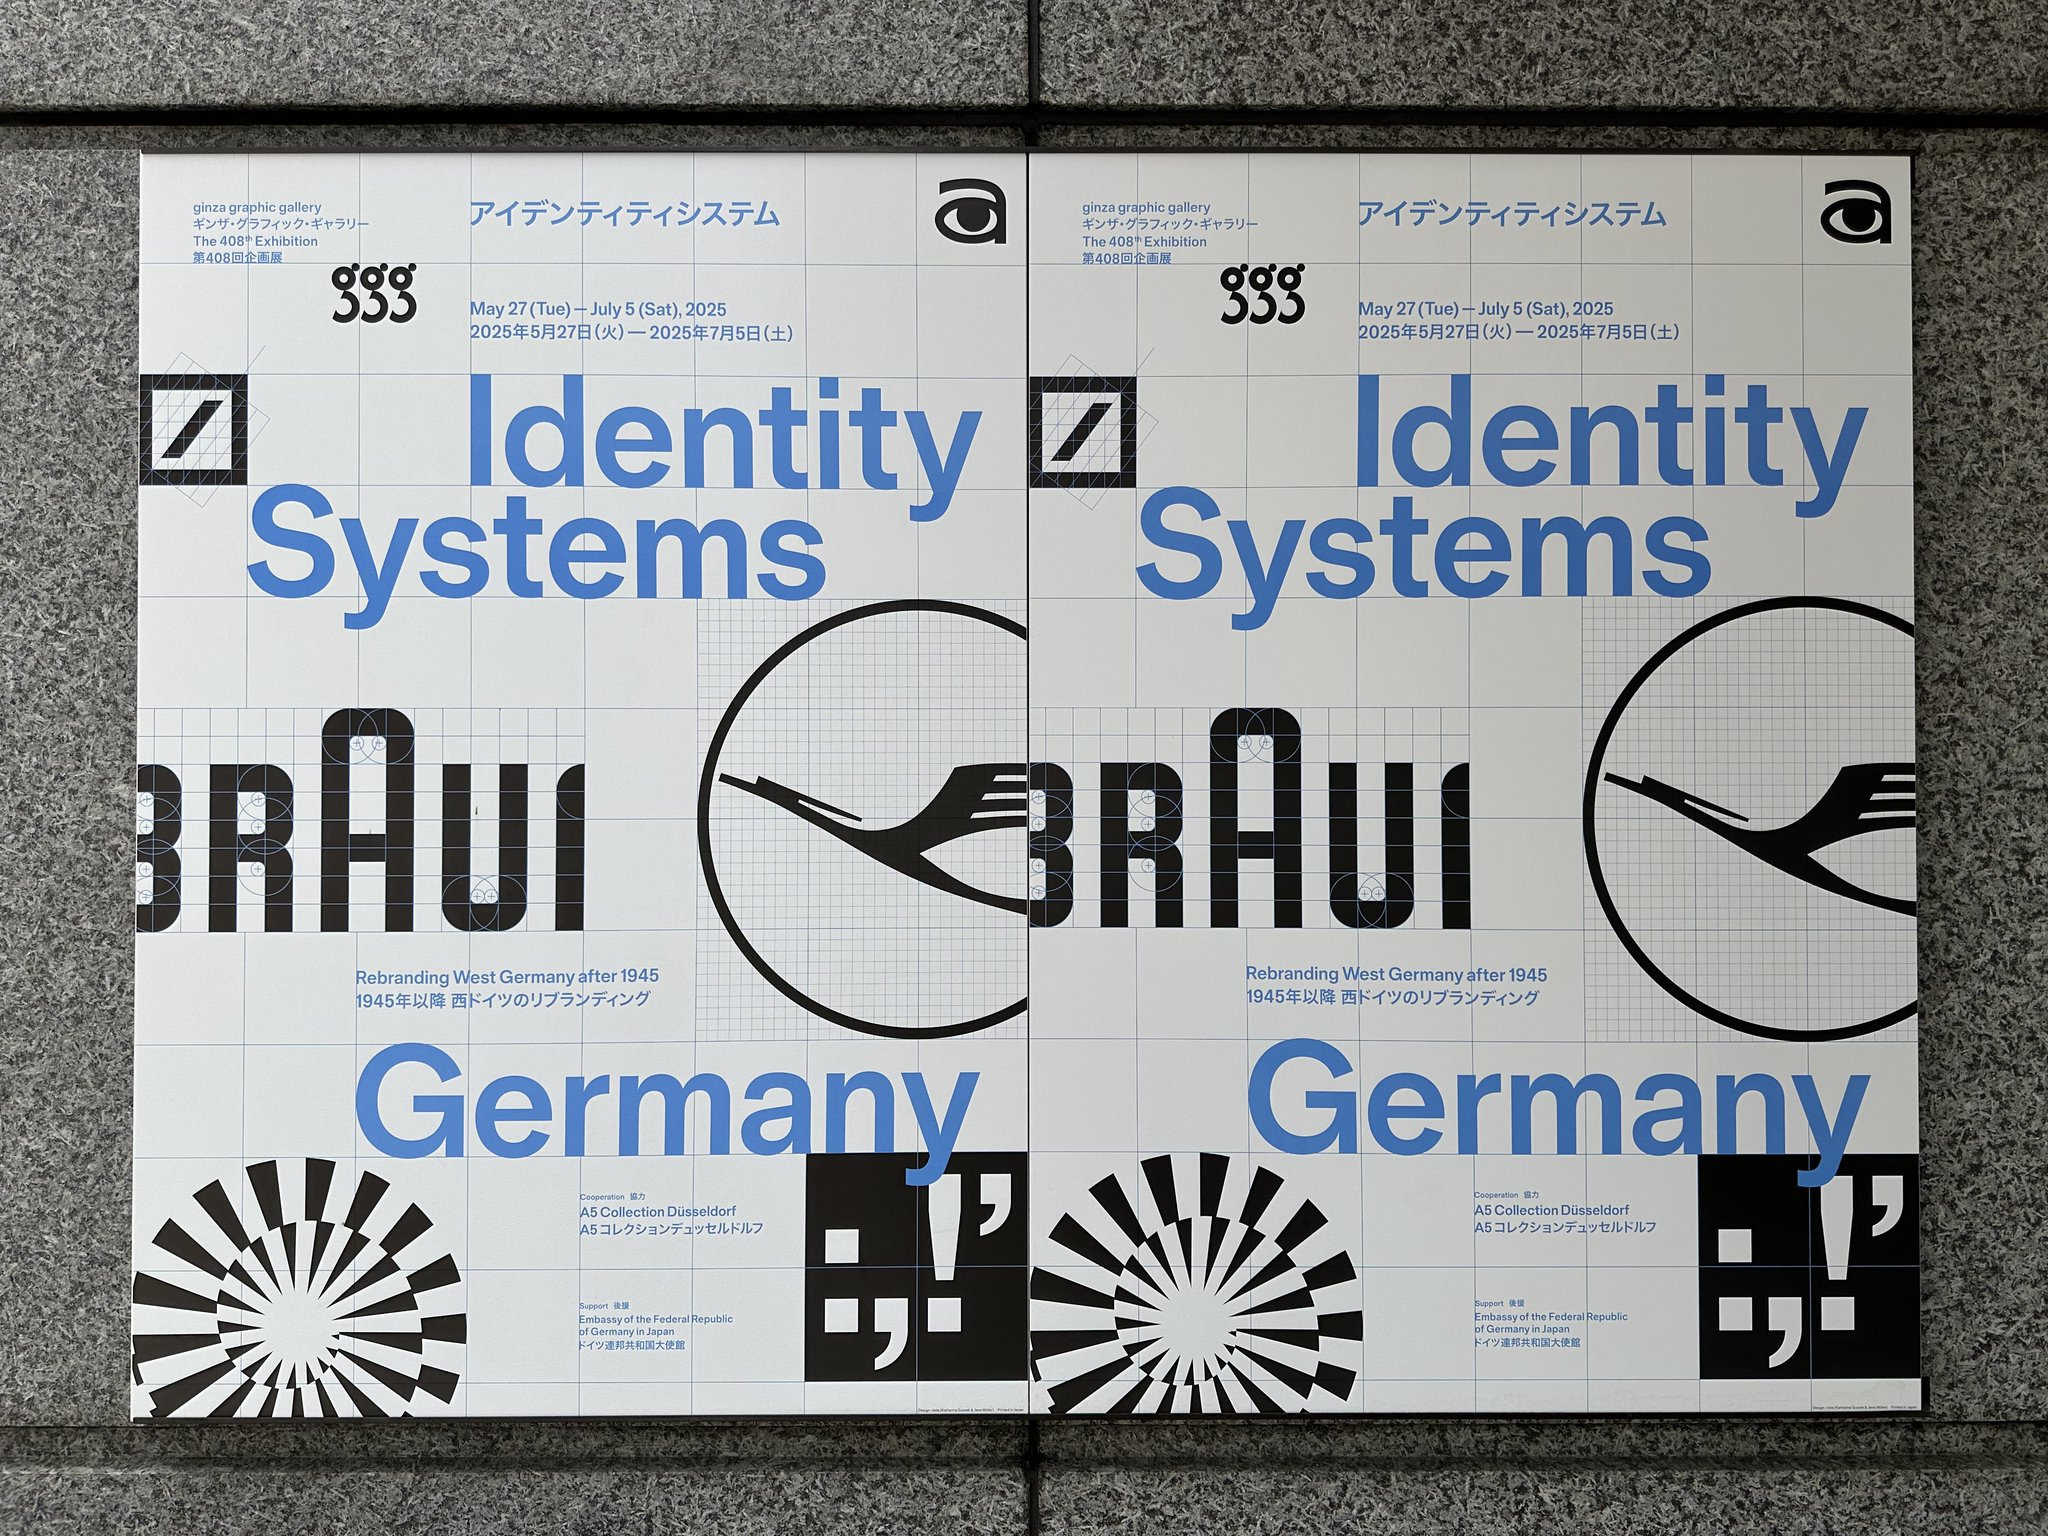 ginza graphic gallery
ギンザ・グラフィック・ギャラリー
The 408th Exhibition
第408回企画展
ggg
アイデンティティシステム
a
May 27 (Tue) — July 5 (Sat), 2025
2025年5月27日(火) — 2025年7月5日(土)
Identity
Systems
BRAUN
Rebranding West Germany after 1945
1945年以降 西ドイツのリブランディング
Germany
Cooperation 協力
A5 Collection Düsseldorf
A5 コレクションデュッセルドルフ
Support 後援
Embassy of the Federal Republic
of Germany in Japan
ドイツ連邦共和国大使館
ginza graphic gallery
ギンザ・グラフィック・ギャラリー
The 408th Exhibition
第408回企画展
ggg
アイデンティティシステム
a
May 27 (Tue) — July 5 (Sat), 2025
2025年5月27日(火) — 2025年7月5日(土)
Identity
Systems
BRAUN
Rebranding West Germany after 1945
1945年以降 西ドイツのリブランディング
Germany
Cooperation 協力
A5 Collection Düsseldorf
A5 コレクションデュッセルドルフ
Support 後援
Embassy of the Federal Republic
of Germany in Japan
ドイツ連邦共和国大使館